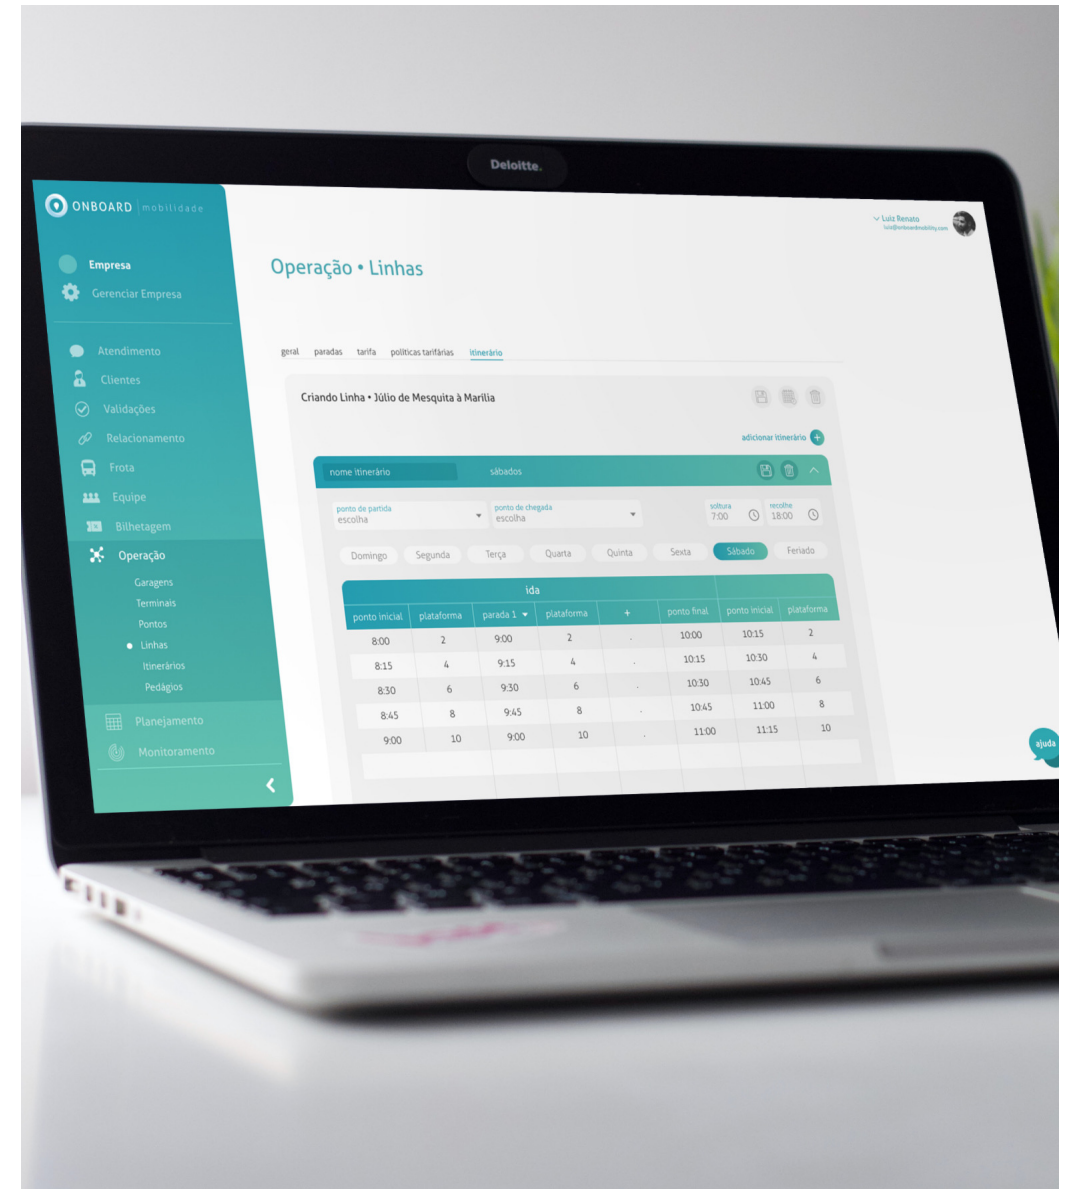 Deloitte.
ONBOARD mobilidade
Luiz Renato
luiz@onboardmobility.com
Empresa
Gerenciar Empresa
Atendimento
Clientes
Validações
Relacionamento
Frota
Equipe
Bilhetagem
Operação
Garagens
Terminais
Pontos
Linhas
Itinerários
Pedágios
Planejamento
Monitoramento
Operação • Linhas
geral paradas tarifa políticas tarifárias itinerário
Criando Linha • Júlio de Mesquita à Marília
adicionar itinerário +
nome itinerário sábados
ponto de partida ponto de chegada soltura recolhe
escolha escolha 7:00 18:00
Domingo Segunda Terça Quarta Quinta Sexta Sábado Feriado
ida
ponto inicial plataforma parada 1 plataforma + ponto final ponto inicial plataforma
8:00 2 9:00 2 . 10:00 10:15 2
8:15 4 9:15 4 . 10:15 10:30 4
8:30 6 9:30 6 . 10:30 10:45 6
8:45 8 9:45 8 . 10:45 11:00 8
9:00 10 9:00 10 . 11:00 11:15 10
ajuda